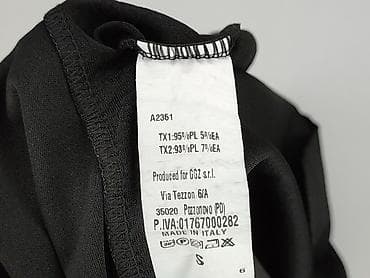 A2361
TX1:95%PL 5%EA
TX2:93%PL 7%EA
Produced for GGZ s.r.l.
Via Tezzon 6/A
35020 Pozzonovo (PD)
P.IVA:01767000282
MADE IN ITALY
S
6